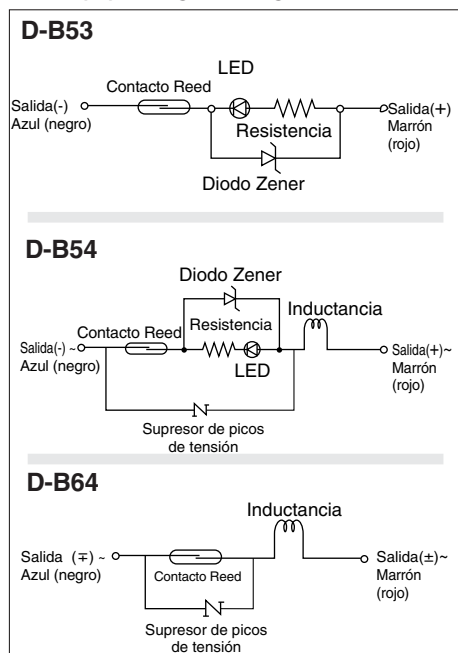 D-B53
LED
Contacto Reed
Salida(-)
Azul (negro)
Salida(+)
Marrón
(rojo)
Resistencia
Diodo Zener
D-B54
Diodo Zener
Inductancia
Contacto Reed
Resistencia
Salida(-) ~
Azul (negro)
LED
Salida(+)~
Marrón
(rojo)
Supresor de picos
de tensión
D-B64
Inductancia
Salida (∓) ~
Azul (negro)
Contacto Reed
Salida(±)~
Marrón
(rojo)
Supresor de picos
de tensión